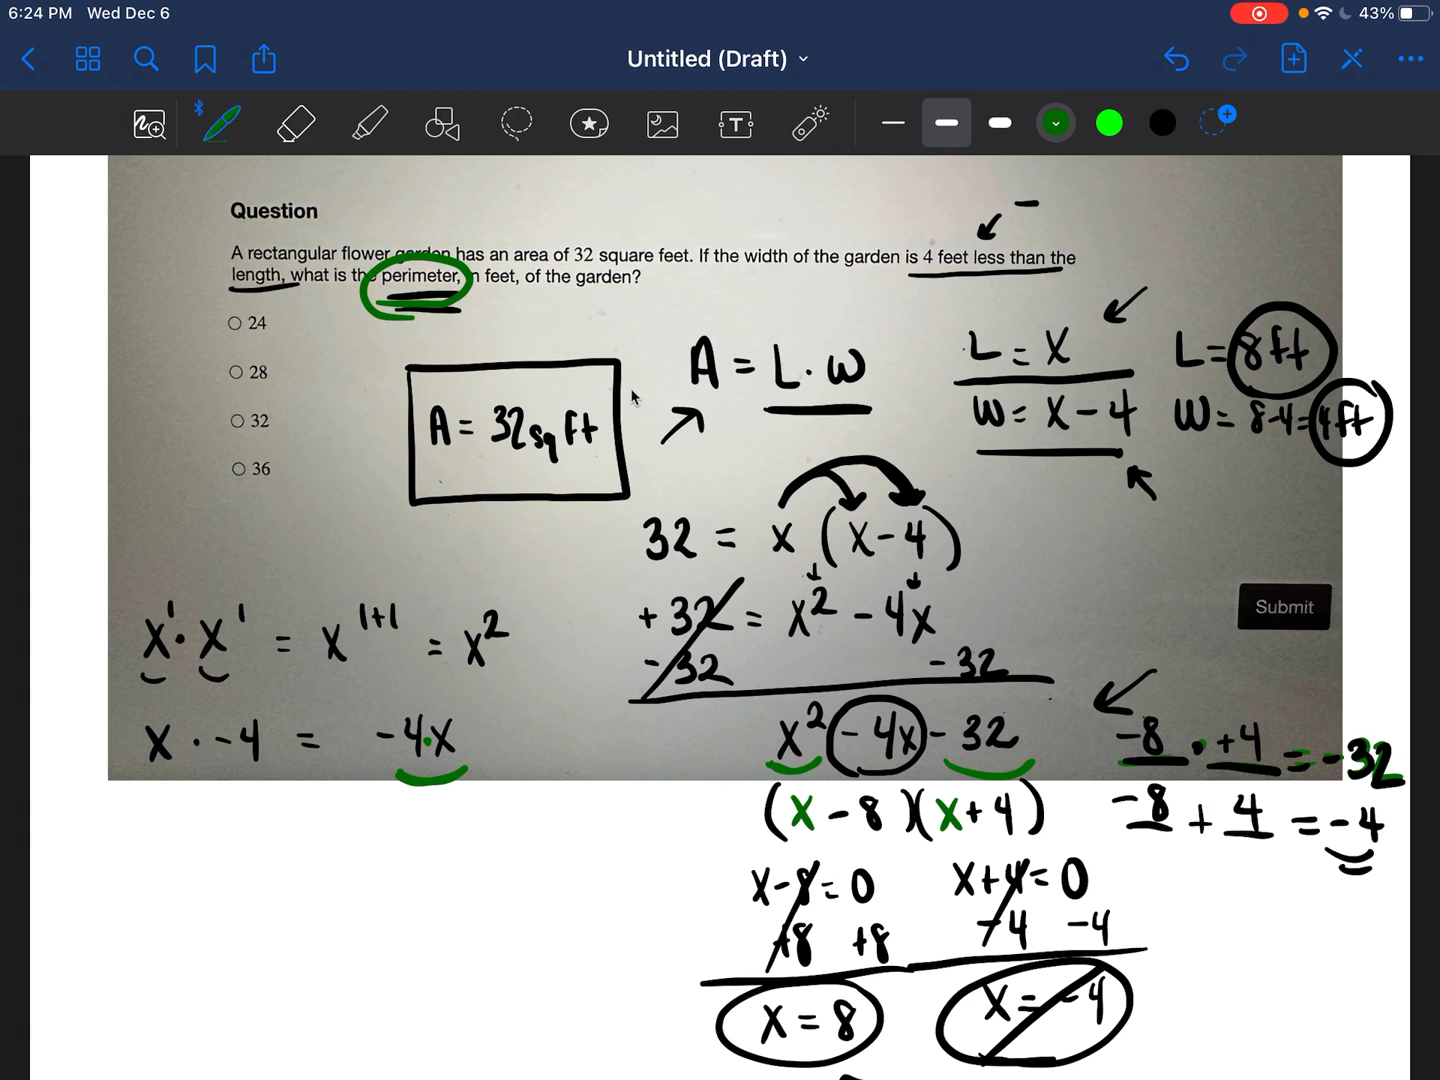 6:24 PM Wed Dec 6
43%
Untitled (Draft)
Question
A rectangular flower garden has an area of 32 square feet. If the width of the garden is 4 feet less than the
length, what is the perimeter, in feet, of the garden?
24
28
32
36
A = 32 sq ft
A = L · W
L = X
W = X - 4
L = 8 ft
W = 8-4 = 4 ft
32 = x (x - 4)
+ 32 = x² - 4x
- 32 - 32
x² - 4x - 32
(x - 8)(x + 4)
x - 8 = 0
+8 +8
x = 8
x + 4 = 0
-4 -4
x = -4
x¹ · x¹ = x¹⁺¹ = x²
x · -4 = -4·x
Submit
-8 · +4 = -32
-8 + 4 = -4